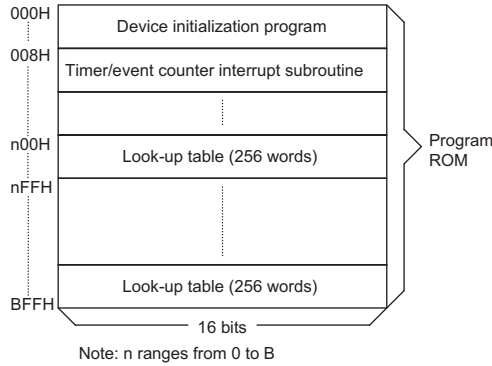 000H
Device initialization program
008H
Timer/event counter interrupt subroutine
n00H
Look-up table (256 words)
nFFH
Program
ROM
Look-up table (256 words)
BFFH
16 bits
Note: n ranges from 0 to B